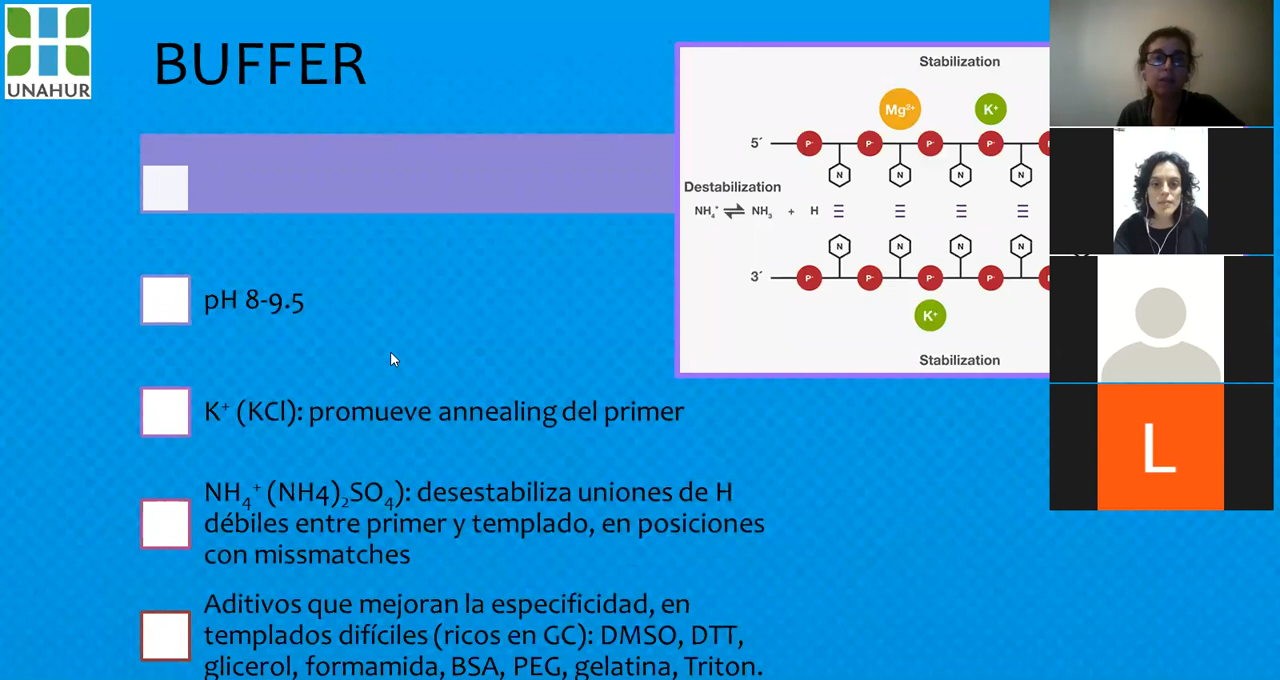 UNAHUR
BUFFER
Stabilization
Mg²⁺
K⁺
5´
P⁻ P⁻ P⁻ P⁻ P⁻
N N N N
Destabilization
NH₄⁺ ⇌ NH₃ + H
N N N N
3´
P⁻ P⁻ P⁻ P⁻ P⁻
K⁺
Stabilization
pH 8-9.5
K⁺ (KCl): promueve annealing del primer
NH₄⁺ (NH4)₂SO₄): desestabiliza uniones de H
débiles entre primer y templado, en posiciones
con missmatches
Aditivos que mejoran la especificidad, en
templados difíciles (ricos en GC): DMSO, DTT,
glicerol, formamida, BSA, PEG, gelatina, Triton.
L